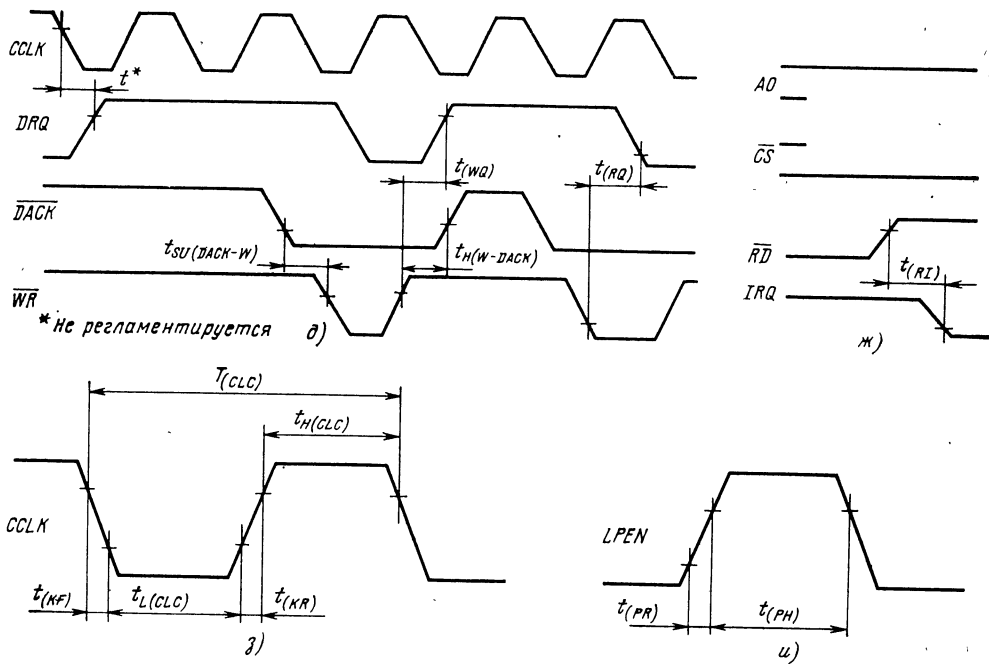 CCLK
t*
DRQ
t(WQ)
t(RQ)
DACK
tSU(DACK-W)
tH(W-DACK)
WR
* Не регламентируется
д)
AO
CS
RD
t(RI)
IRQ
ж)
T(CLC)
tH(CLC)
CCLK
t(KF)
tL(CLC)
t(KR)
з)
LPEN
t(PR)
t(PH)
и)